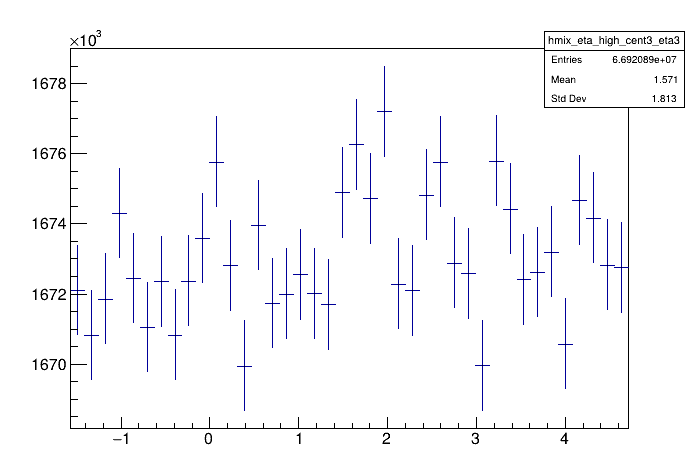 ×10³
hmix_eta_high_cent3_eta3
Entries 6.692089e+07
Mean 1.571
Std Dev 1.813
1678
1676
1674
1672
1670
−1 0 1 2 3 4